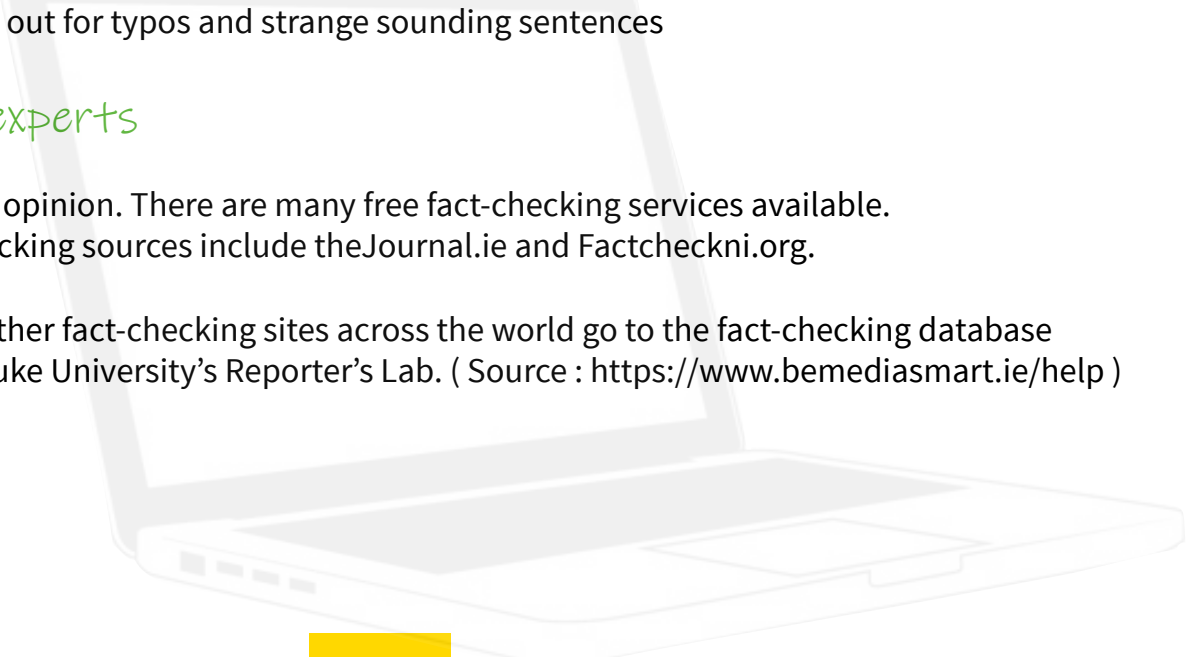 out for typos and strange sounding sentences
experts
opinion. There are many free fact-checking services available.
cking sources include theJournal.ie and Factcheckni.org.
ther fact-checking sites across the world go to the fact-checking database
uke University’s Reporter’s Lab. ( Source : https://www.bemediasmart.ie/help )